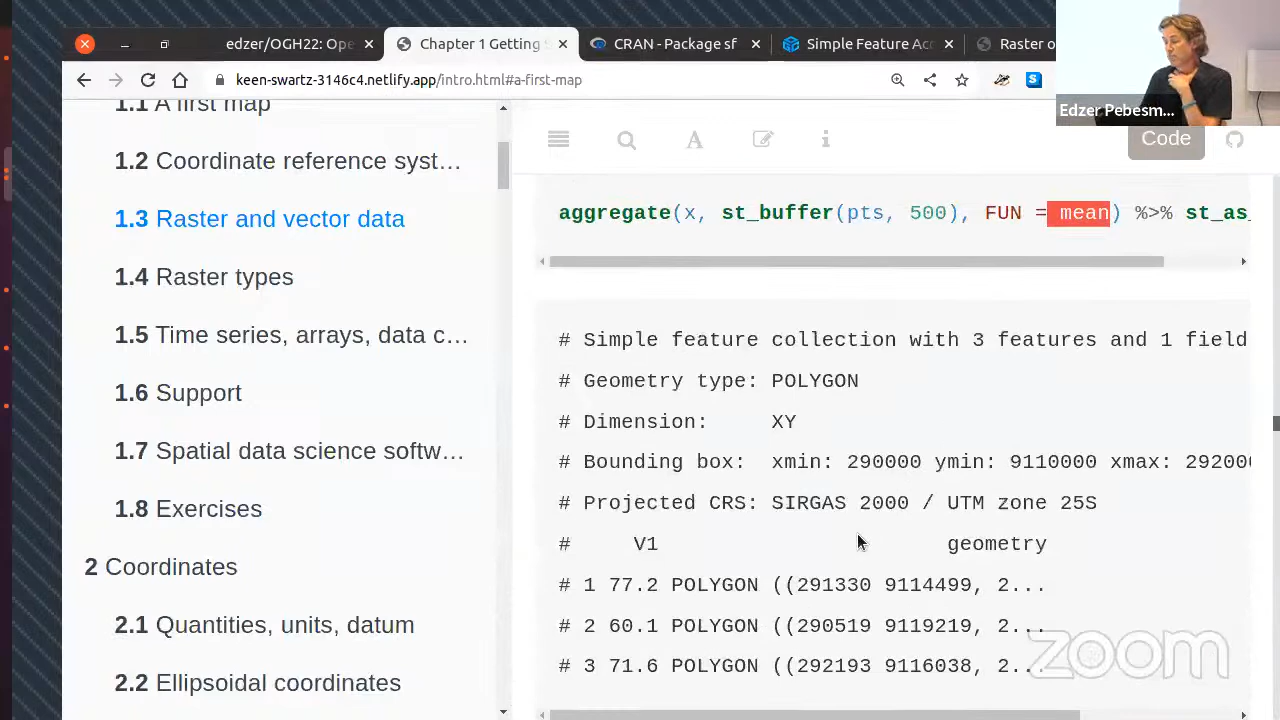 edzer/OGH22: Ope
Chapter 1 Getting S
CRAN - Package sf
Simple Feature Acc
Raster o
keen-swartz-3146c4.netlify.app/intro.html#a-first-map
Edzer Pebesm...
1.1 A first map
1.2 Coordinate reference syst…
1.3 Raster and vector data
1.4 Raster types
1.5 Time series, arrays, data c…
1.6 Support
1.7 Spatial data science softw…
1.8 Exercises
2 Coordinates
2.1 Quantities, units, datum
2.2 Ellipsoidal coordinates
Code
aggregate(x, st_buffer(pts, 500), FUN = mean) %>% st_as_
# Simple feature collection with 3 features and 1 field
# Geometry type: POLYGON
# Dimension: XY
# Bounding box: xmin: 290000 ymin: 9110000 xmax: 292000
# Projected CRS: SIRGAS 2000 / UTM zone 25S
# V1 geometry
# 1 77.2 POLYGON ((291330 9114499, 2...
# 2 60.1 POLYGON ((290519 9119219, 2...
# 3 71.6 POLYGON ((292193 9116038, 2...
zoom